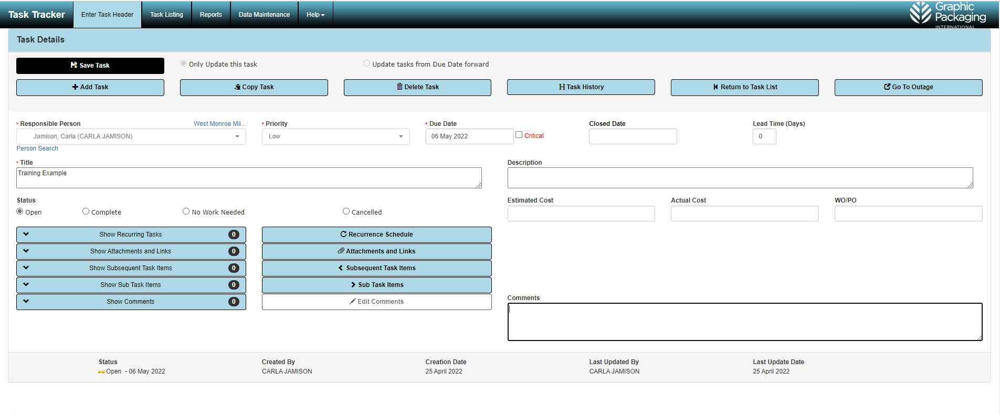 Task Tracker Enter Task Header Task Listing Reports Data Maintenance Help
Graphic
Packaging
INTERNATIONAL
Task Details
Save Task Only Update this task Update tasks from Due Date forward
Add Task Copy Task Delete Task H Task History Return to Task List Go To Outage
* Responsible Person West Monroe Mil... * Priority * Due Date Closed Date Lead Time (Days)
Jamison, Carla (CARLA.JAMISON) Low 06 May 2022 Critical 0
Person Search
* Title Description
Training Example
Status Estimated Cost Actual Cost WO/PO
Open Complete No Work Needed Cancelled
Show Recurring Tasks 0 Recurrence Schedule
Show Attachments and Links 0 Attachments and Links
Show Subsequent Task Items 0 Subsequent Task Items
Show Sub Task Items 0 Sub Task Items
Show Comments 0 Edit Comments
Comments
Status Created By Creation Date Last Updated By Last Update Date
Open - 06 May 2022 CARLA JAMISON 25 April 2022 CARLA JAMISON 25 April 2022